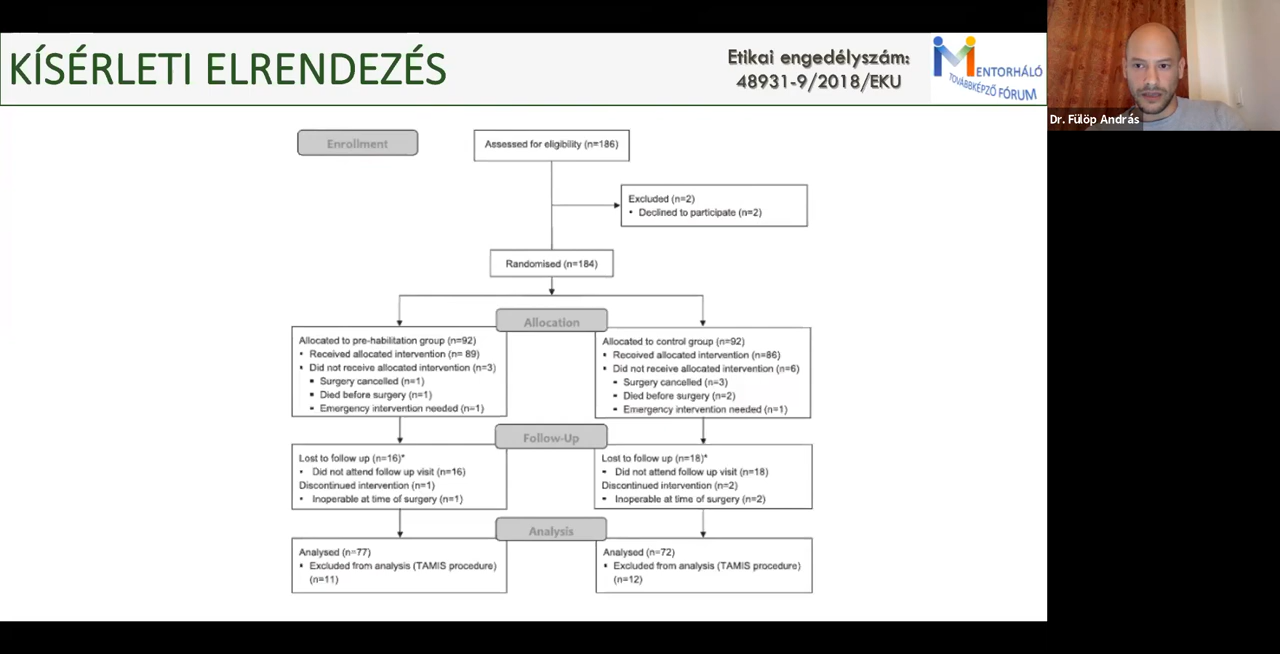 KÍSÉRLETI ELRENDEZÉS
Etikai engedélyszám:
48931-9/2018/EKU
MENTORHÁLÓ
TOVÁBBKÉPZŐ FÓRUM
Dr. Fülöp András
Enrollment
Assessed for eligibility (n=186)
Excluded (n=2)
• Declined to participate (n=2)
Randomised (n=184)
Allocation
Allocated to pre-habilitation group (n=92)
• Received allocated intervention (n= 89)
• Did not receive allocated intervention (n=3)
▪ Surgery cancelled (n=1)
▪ Died before surgery (n=1)
▪ Emergency intervention needed (n=1)
Allocated to control group (n=92)
• Received allocated intervention (n=86)
• Did not receive allocated intervention (n=6)
▪ Surgery cancelled (n=3)
▪ Died before surgery (n=2)
▪ Emergency intervention needed (n=1)
Follow-Up
Lost to follow up (n=16)*
• Did not attend follow up visit (n=16)
Discontinued intervention (n=1)
• Inoperable at time of surgery (n=1)
Lost to follow up (n=18)*
▪ Did not attend follow up visit (n=18)
Discontinued intervention (n=2)
▪ Inoperable at time of surgery (n=2)
Analysis
Analysed (n=77)
▪ Excluded from analysis (TAMIS procedure)
(n=11)
Analysed (n=72)
▪ Excluded from analysis (TAMIS procedure)
(n=12)